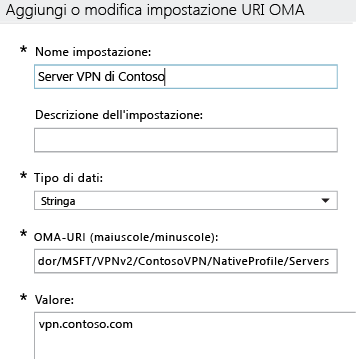 Aggiungi o modifica impostazione URI OMA
* Nome impostazione:
Server VPN di Contoso
Descrizione dell'impostazione:
* Tipo di dati:
Stringa
* OMA-URI (maiuscole/minuscole):
dor/MSFT/VPNv2/ContosoVPN/NativeProfile/Servers
* Valore:
vpn.contoso.com